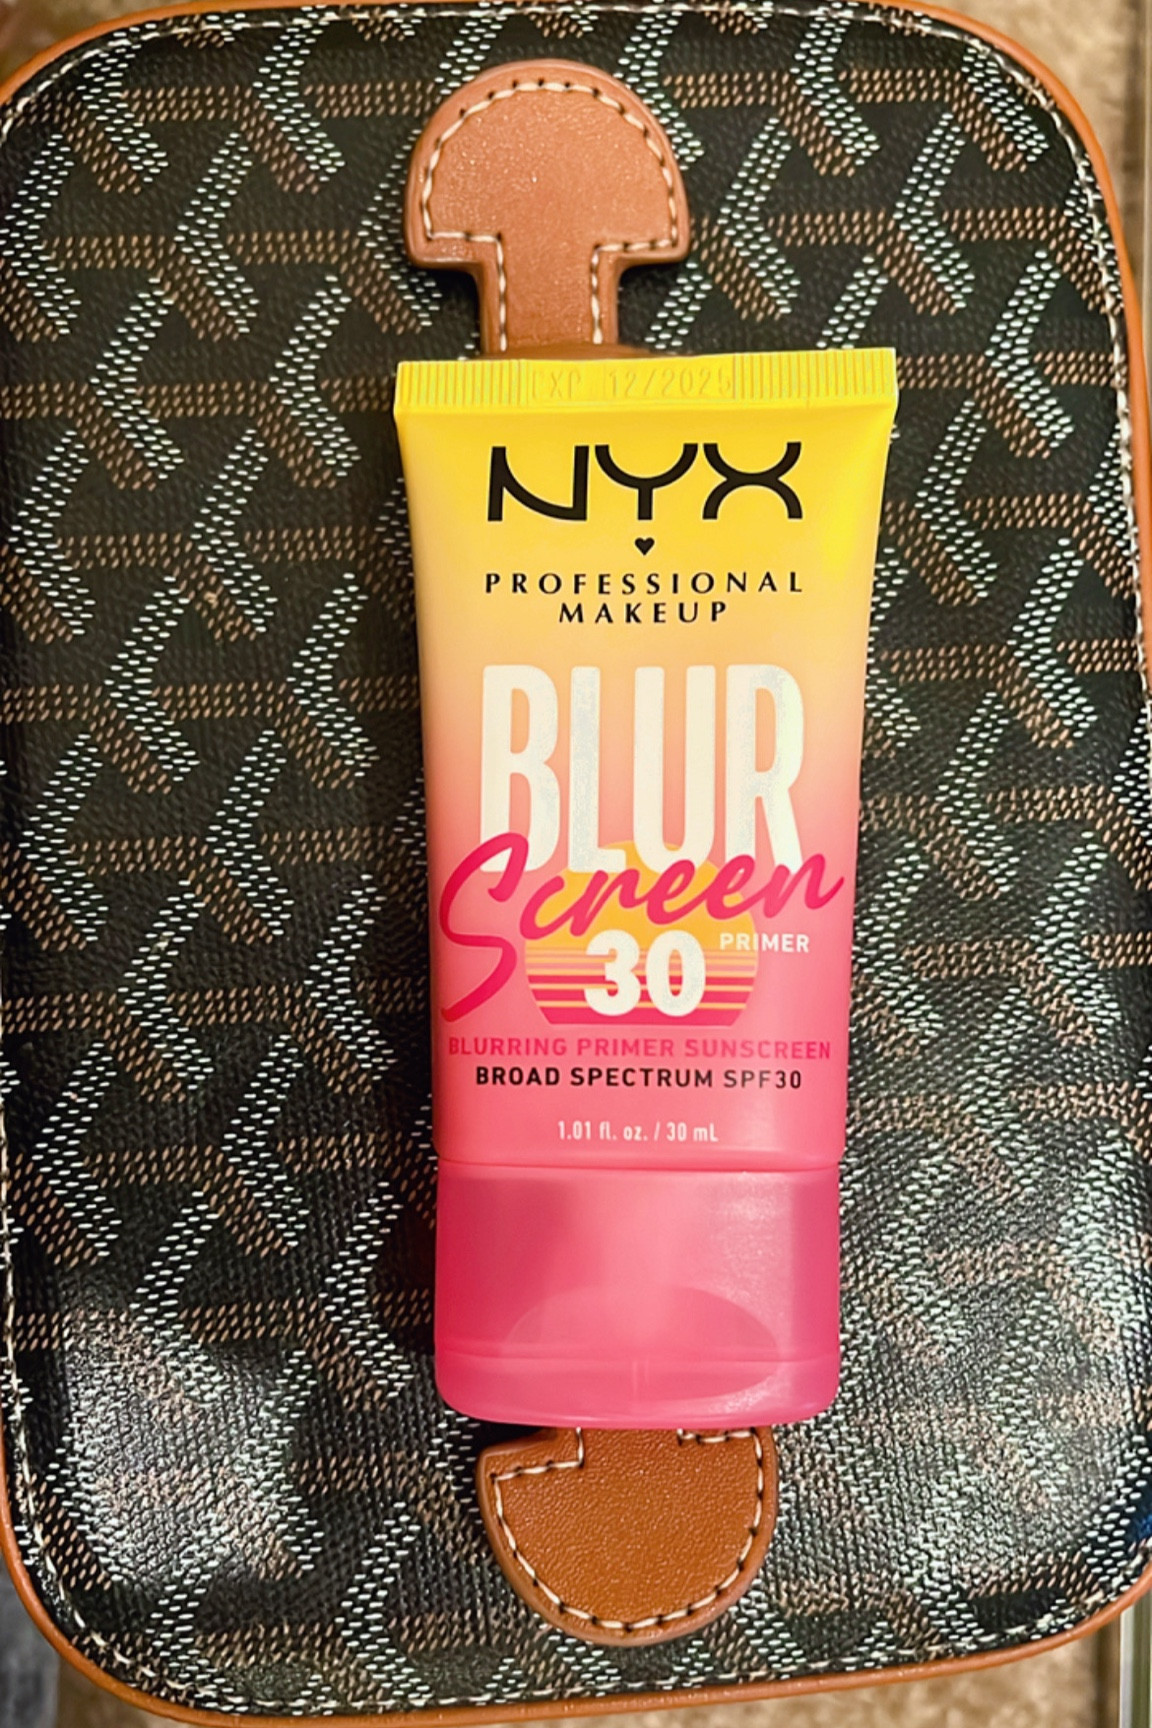 EXP 12/2025
NYX
PROFESSIONAL
MAKEUP
BLUR
Screen
30 PRIMER
BLURRING PRIMER SUNSCREEN
BROAD SPECTRUM SPF30
1.01 fl. oz. / 30 mL